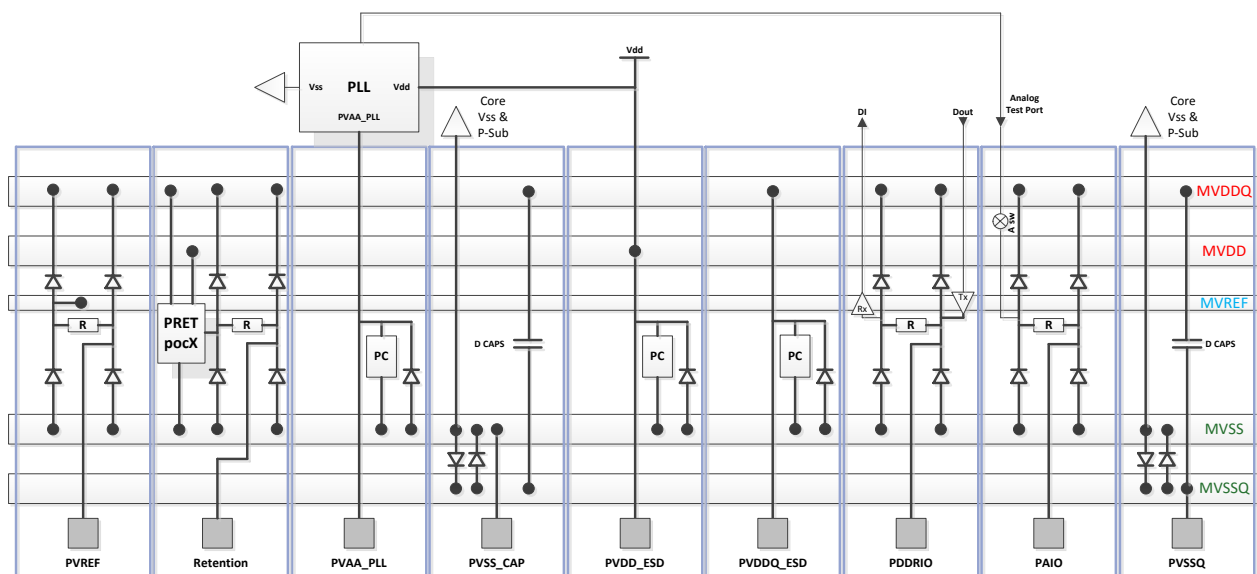 Vdd
PLL
Vss
Vdd
PVAA_PLL
Core
Vss &
P-Sub
DI
Dout
Analog
Test Port
Core
Vss &
P-Sub
MVDDQ
A sw
MVDD
MVREF
Rx
Tx
R
PRET
pocX
R
R
R
PC
D CAPS
PC
PC
D CAPS
MVSS
MVSSQ
PVREF
Retention
PVAA_PLL
PVSS_CAP
PVDD_ESD
PVDDQ_ESD
PDDRIO
PAIO
PVSSQ